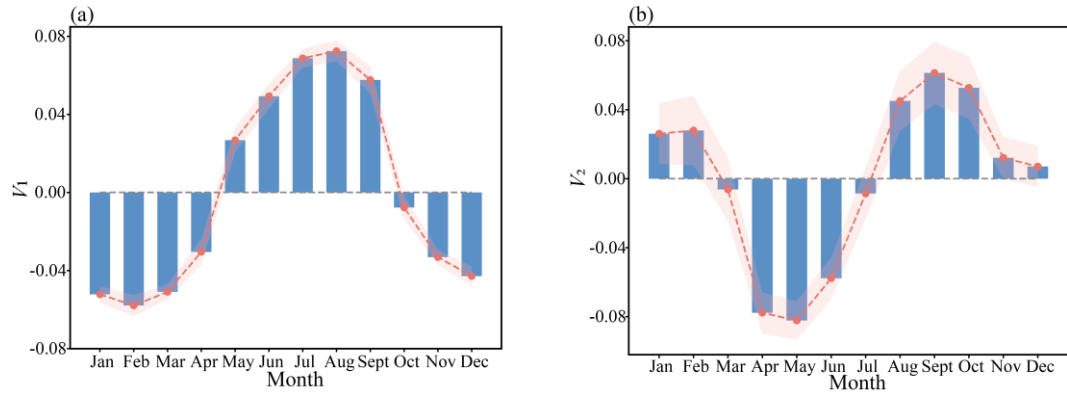 (a)
V₁
0.08
0.04
0.00
-0.04
-0.08
Jan Feb Mar Apr May Jun Jul Aug Sept Oct Nov Dec
Month
(b)
V₂
0.08
0.04
0.00
-0.04
-0.08
Jan Feb Mar Apr May Jun Jul Aug Sept Oct Nov Dec
Month